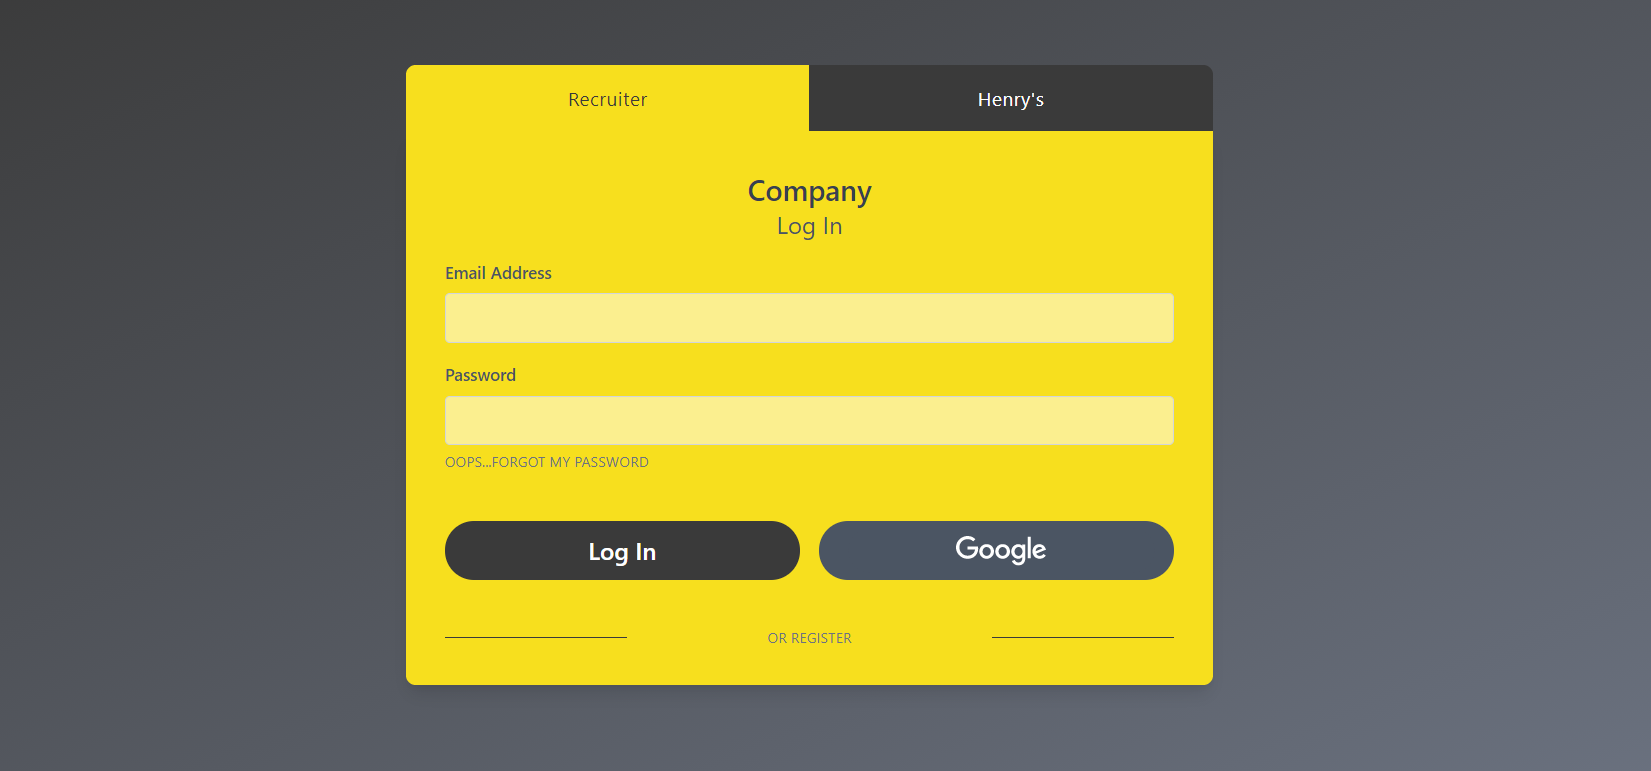 Recruiter
Henry's
Company
Log In
Email Address
Password
OOPS...FORGOT MY PASSWORD
Log In
Google
OR REGISTER